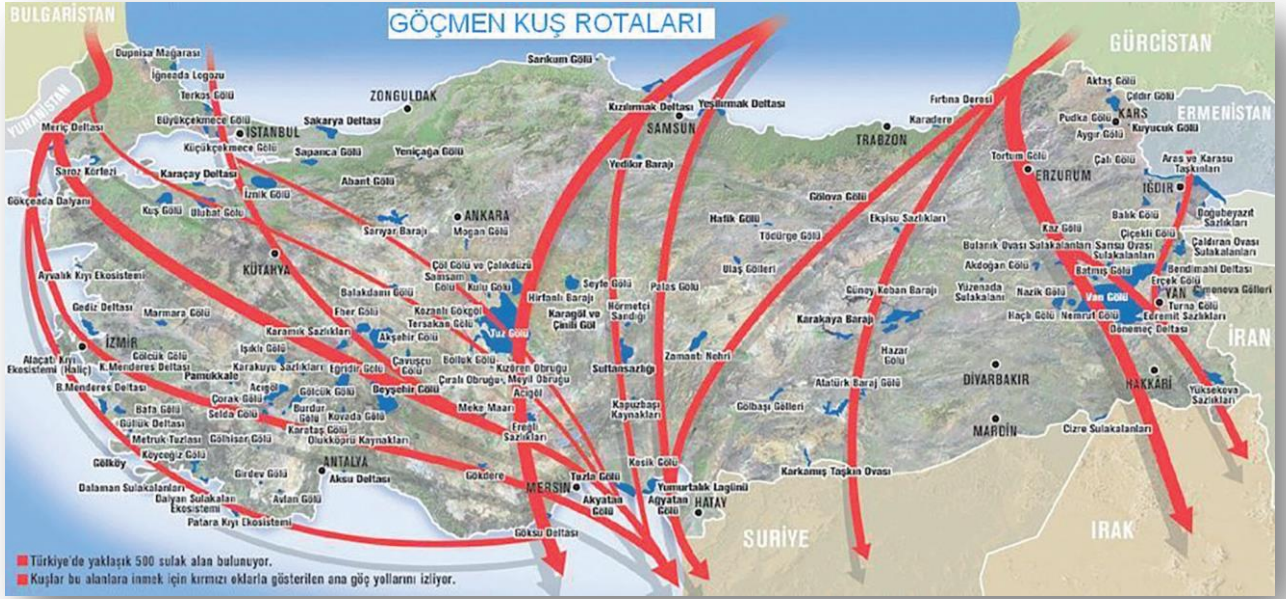 BULGARİSTAN
GÖÇMEN KUŞ ROTALARI
GÜRCİSTAN
YUNANİSTAN
ERMENİSTAN
Dupnisa Mağarası
İğneada Logozu
Terkos Gölü
Büyükçekmece Gölü
İSTANBUL
Küçükçekmece Gölü
Meriç Deltası
Saroz Körfezi
Gökçeada Dalyanı
Karaçay Deltası
Kuş Gölü
Ulubat Gölü
İznik Gölü
ZONGULDAK
Sakarya Deltası
Sapanca Gölü
Yeniçağa Gölü
Abant Gölü
Sarıkum Gölü
Kızılırmak Deltası
Yeşilırmak Deltası
SAMSUN
Yedikır Barajı
Fırtına Deresi
Karadere
TRABZON
Aktaş Gölü
Çıldır Gölü
Pudka Gölü
KARS
Aygır Gölü
Kuyucuk Gölü
Çalı Gölü
Tortum Gölü
ERZURUM
Aras ve Karasu
Taşkınları
IĞDIR
Balık Gölü
Doğubeyazıt
Sazlıkları
ANKARA
Mogan Gölü
Sarıyar Barajı
KÜTAHYA
Hafik Gölü
Tödürge Gölü
Gölova Gölü
Ekşisu Sazlıkları
Kaz Gölü
Çiçekli Gölü
Bulanık Ovası Sulakalanları
Sarısu Ovası
Sulakalanları
Çaldıran Ovası
Sulakalanları
Akdoğan Gölü
Batmış Gölü
Bendimahi Deltası
Erçek Gölü
Van Gölü
VAN
Turna Gölü
Nazik Gölü
Haçlı Gölü
Nemrut Gölü
Edremit Sazlıkları
Dönemeç Deltası
Ulaş Gölleri
Çöl Gölü ve Çalıkdüzü
Samsam
Gölü
Kulu Gölü
Seyfe Gölü
Palas Gölü
Hirfanlı Barajı
Karagöl ve
Çinili Göl
Hörmetçi
Sandığı
Güney Keban Barajı
Karakaya Barajı
Ayvalık Kıyı Ekosistemi
Gediz Deltası
Marmara Gölü
Balakdanı Gölü
Eber Gölü
Kozanlı Gökgöl
Tersakan Gölü
Tuz Gölü
Karamık Sazlıkları
Akşehir Gölü
Bolluk Gölü
Çavuşcu
Gölü
Kızören Obruğu
Çıralı Obruğu
Meyil Obruğu
Acıgöl
Sultansazlığı
Zamantı Nehri
Hazar
Gölü
DİYARBAKIR
HAKKÂRİ
İRAN
Yüksekova
Sazlıkları
İZMİR
Alaçatı Kıyı
Ekosistemi (Haliç)
Gölcük Gölü
K.Menderes Deltası
Pamukkale
Işıklı Gölü
Karakuyu Sazlıkları
Eğridir Gölü
Beyşehir Gölü
B.Menderes Deltası
Acıgöl
Çorak Gölü
Gölcük Gölü
Bafa Gölü
Salda Gölü
Burdur
Gölü
Kovada Gölü
Karataş Gölü
Meke Maarı
Ereğli
Sazlıkları
Kapuzbaşı
Kaynakları
Gölbaşı Gölleri
Atatürk Baraj Gölü
MARDİN
Cizre Sulakalanları
Güllük Deltası
Metruk Tuzlası
Gölhisar Gölü
Olukköprü Kaynakları
Köyceğiz Gölü
Gölköy
Dalaman Sulakalanları
Girdev Gölü
ANTALYA
Aksu Deltası
Dalyan Sulakalan
Ekosistemi
Avlan Gölü
Patara Kıyı Ekosistemi
Gökdere
MERSİN
Tuzla Gölü
Akyatan
Gölü
Keşik Gölü
Yumurtalık Lagünü
Ağyatan
Gölü
HATAY
Göksu Deltası
Karkamış Taşkın Ovası
SURİYE
IRAK
Türkiye'de yaklaşık 500 sulak alan bulunuyor.
Kuşlar bu alanlara inmek için kırmızı oklarla gösterilen ana göç yollarını izliyor.